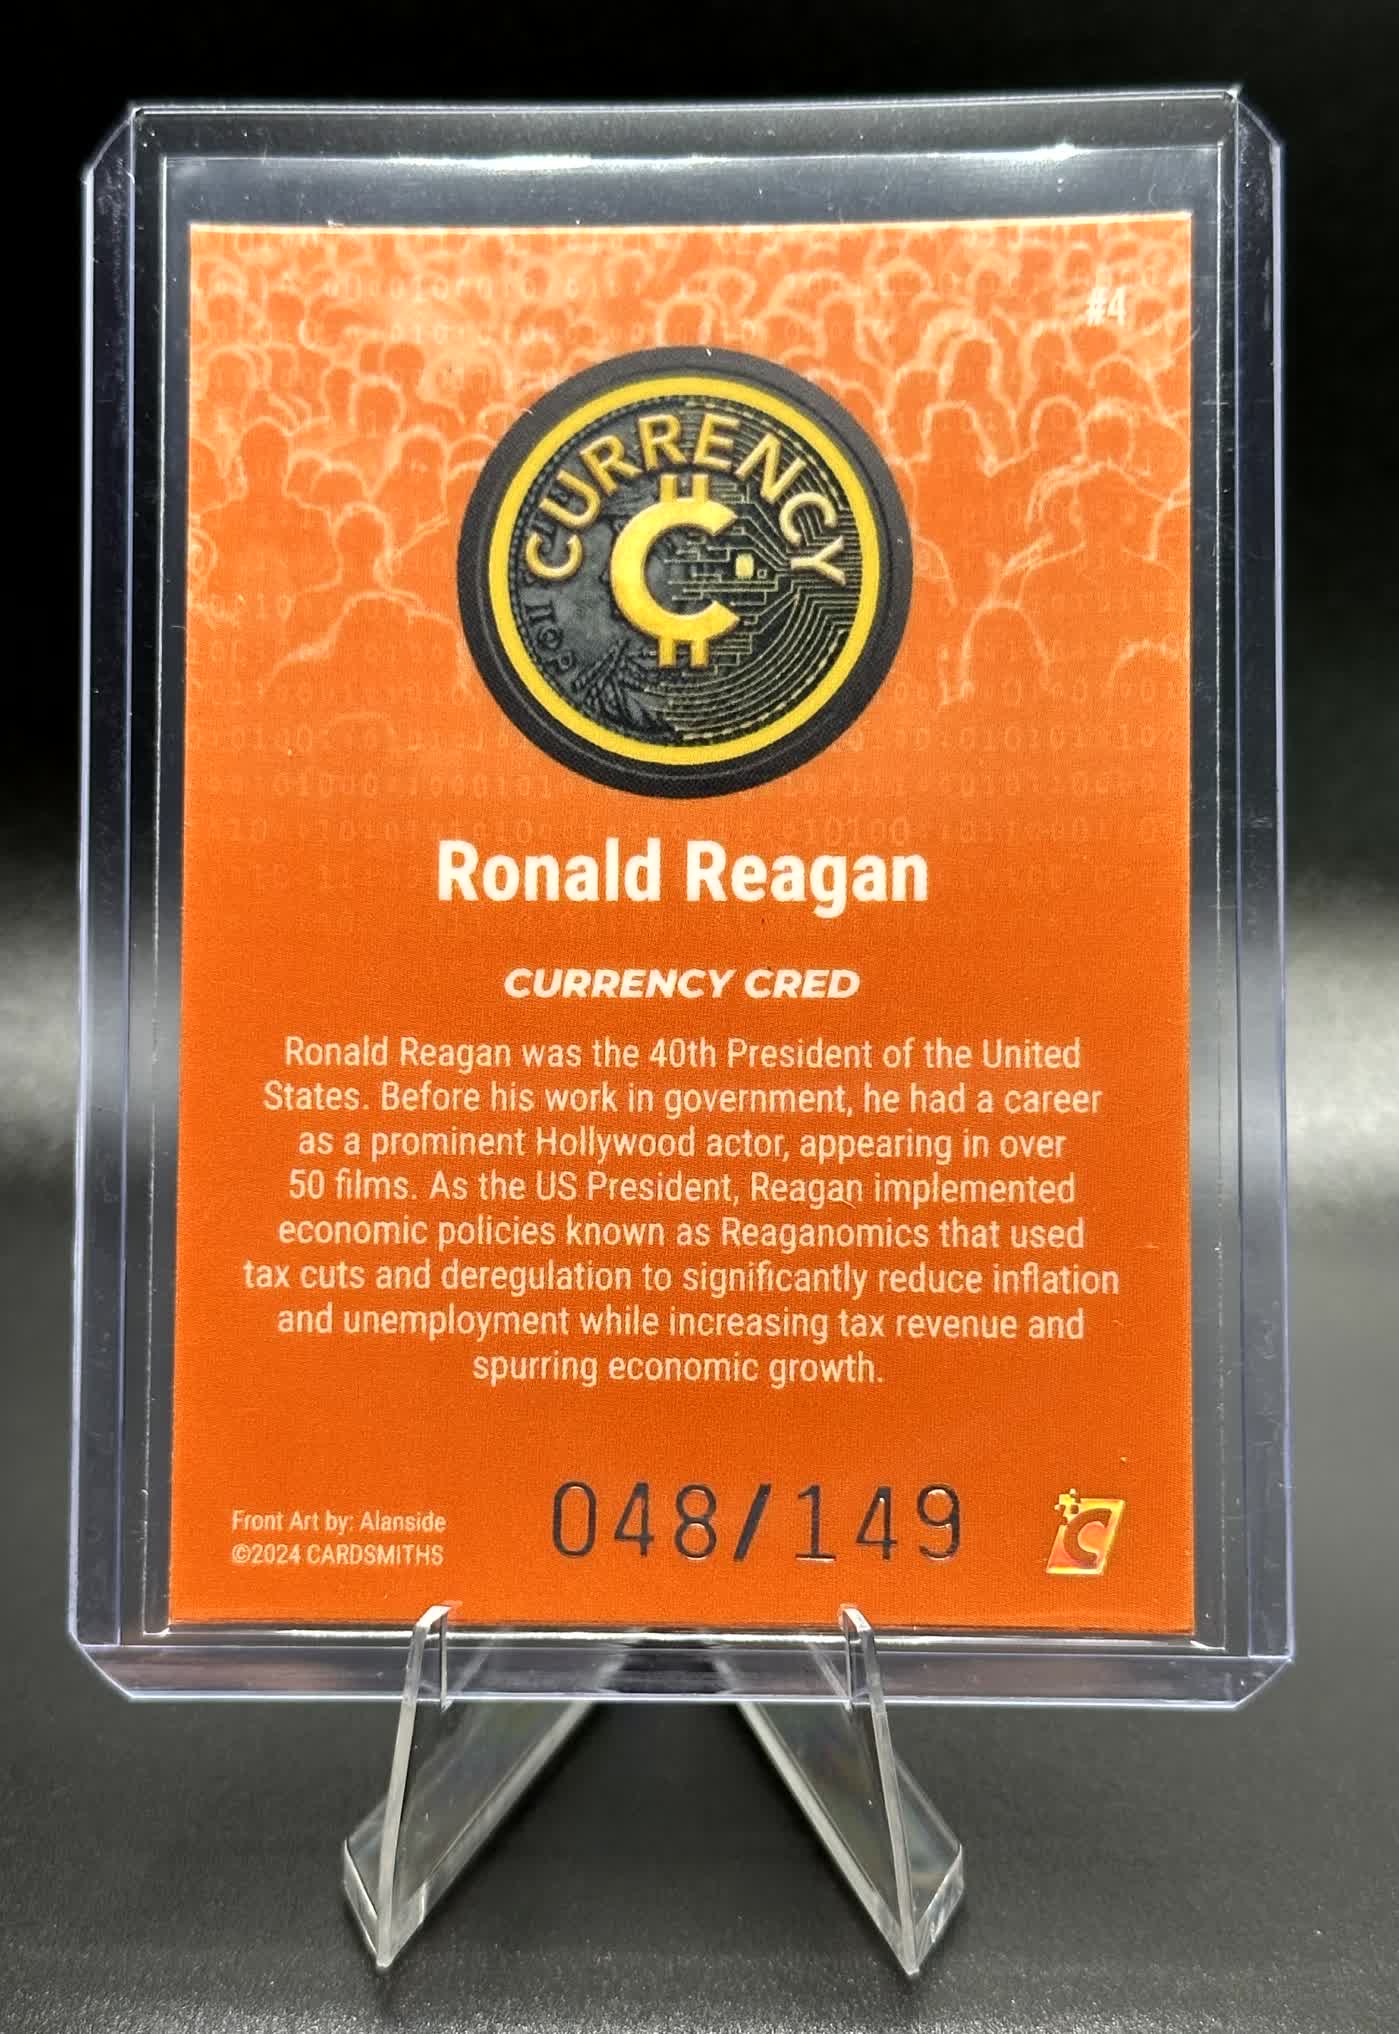 #4
CURRENCY
C
Ronald Reagan
CURRENCY CRED
Ronald Reagan was the 40th President of the United
States. Before his work in government, he had a career
as a prominent Hollywood actor, appearing in over
50 films. As the US President, Reagan implemented
economic policies known as Reaganomics that used
tax cuts and deregulation to significantly reduce inflation
and unemployment while increasing tax revenue and
spurring economic growth.
Front Art by: Alanside
©2024 CARDSMITHS
048/149
C